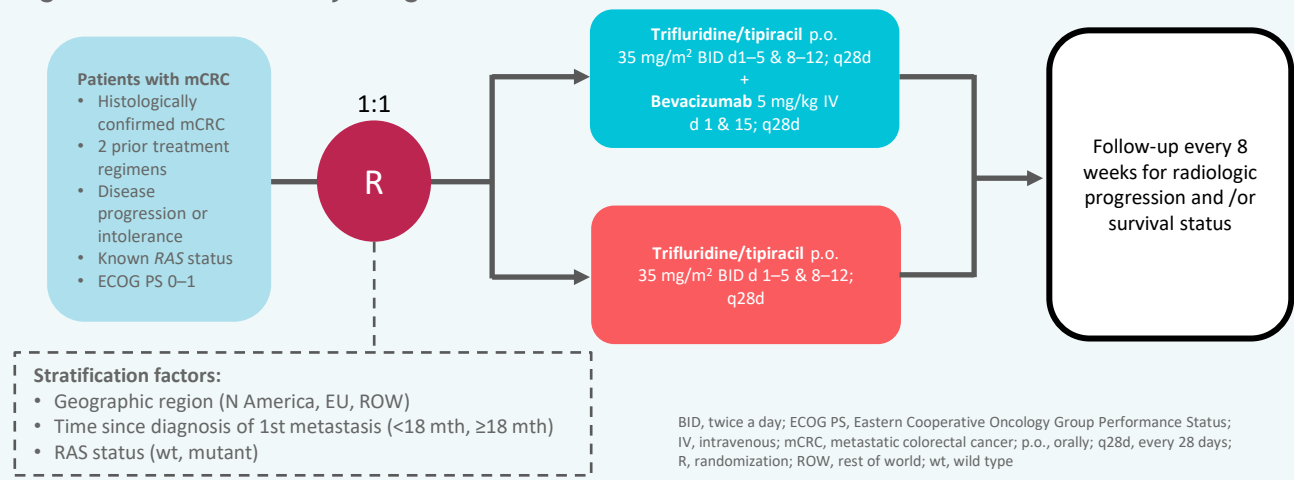 Patients with mCRC
• Histologically
confirmed mCRC
• 2 prior treatment
regimens
• Disease
progression or
intolerance
• Known RAS status
• ECOG PS 0–1
1:1
R
Trifluridine/tipiracil p.o.
35 mg/m² BID d1–5 & 8–12; q28d
+
Bevacizumab 5 mg/kg IV
d 1 & 15; q28d
Trifluridine/tipiracil p.o.
35 mg/m² BID d 1–5 & 8–12;
q28d
Follow-up every 8
weeks for radiologic
progression and /or
survival status
Stratification factors:
• Geographic region (N America, EU, ROW)
• Time since diagnosis of 1st metastasis (<18 mth, ≥18 mth)
• RAS status (wt, mutant)
BID, twice a day; ECOG PS, Eastern Cooperative Oncology Group Performance Status;
IV, intravenous; mCRC, metastatic colorectal cancer; p.o., orally; q28d, every 28 days;
R, randomization; ROW, rest of world; wt, wild type